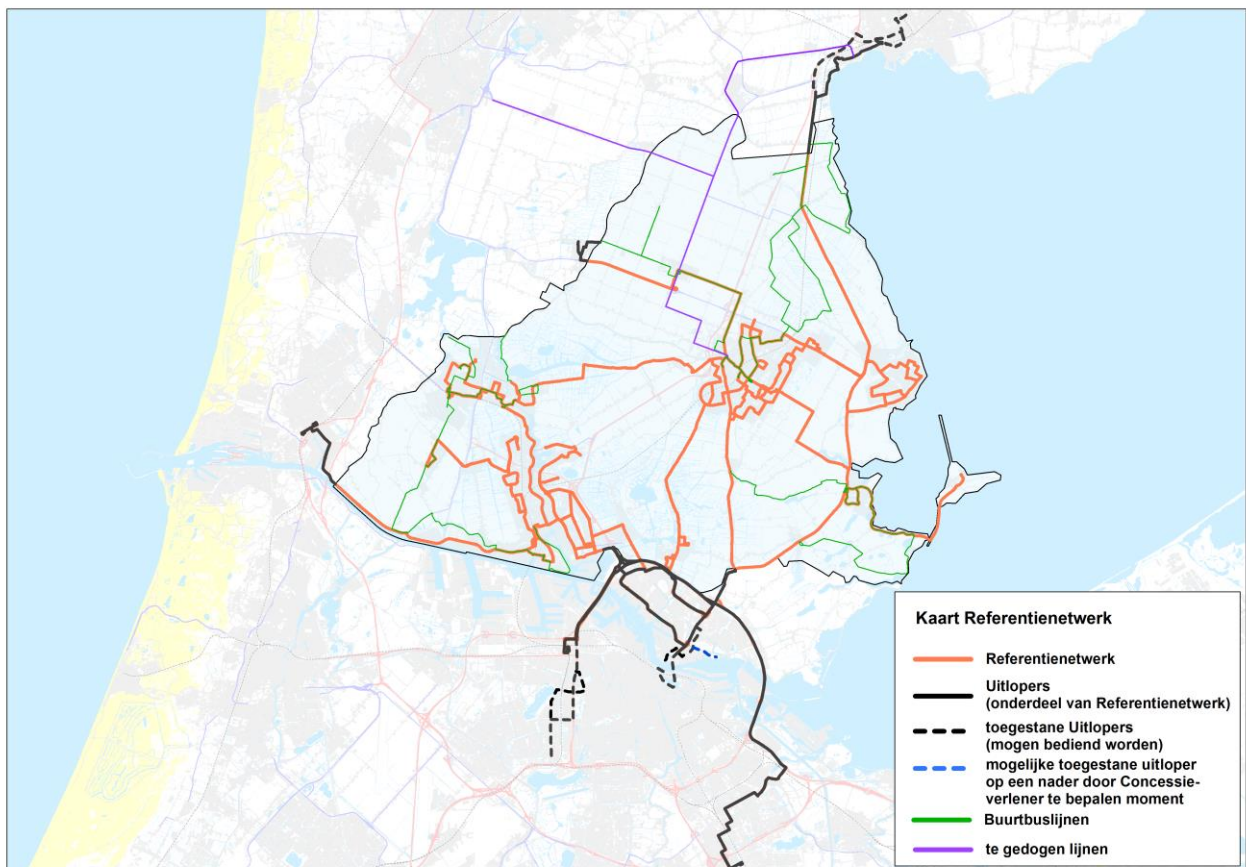 Kaart Referentienetwerk
Referentienetwerk
Uitlopers
(onderdeel van Referentienetwerk)
toegestane Uitlopers
(mogen bediend worden)
mogelijke toegestane uitloper
op een nader door Concessie-
verlener te bepalen moment
Buurtbuslijnen
te gedogen lijnen